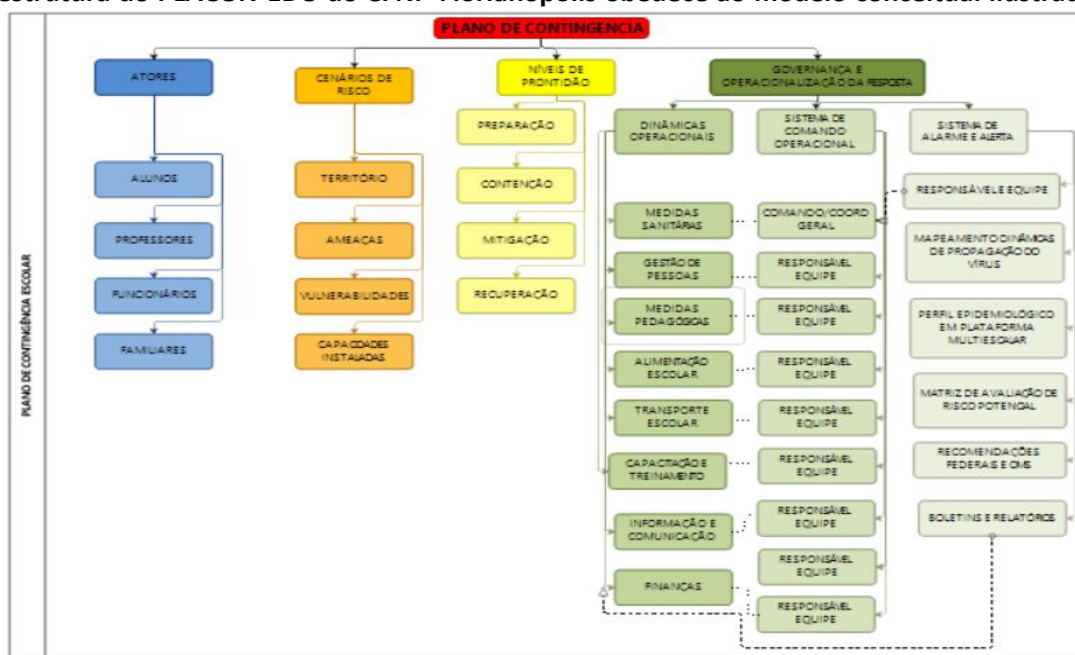 Florianópolis obedece ao modelo conceitual
PLANO DE CONTINGENCIA
ATORES
CENÁRIOS DE
RISCO
NÍVEIS DE
PRONTIDÃO
GOVERNANÇA E
OPERACIONALIZAÇÃO DA RESPOSTA
PREPARAÇÃO
DINÂMICAS
OPERACIONAIS
SISTEMA DE
COMANDO
OPERACIONAL
SISTEMA DE
ALARME E ALERTA
ALUNOS
TERRITÓRIO
CONTENÇÃO
RESPONSÁVEL E EQUIPE
MEDIDAS
SANITÁRIAS
COMANDO/COORD
GERAL
PROFESSORES
AMEAÇAS
MITIGAÇÃO
MAPEAMENTO DINÂMICAS
DE PROPAGAÇÃO DO
VÍRUS
GESTÃO DE
PESSOAS
RESPONSÁVEL
EQUIPE
FUNCIONÁRIOS
VULNERABILIDADES
RECUPERAÇÃO
MEDIDAS
PEDAGÓGICAS
RESPONSÁVEL
EQUIPE
PERFIL EPIDEMIOLÓGICO
EM PLATAFORMA
MULTIESCALAR
FAMILIARES
CAPACIDADES
INSTALADAS
ALIMENTAÇÃO
ESCOLAR
RESPONSÁVEL
EQUIPE
MATRIZ DE AVALIAÇÃO DE
RISCO POTENCIAL
TRANSPORTE
ESCOLAR
RESPONSÁVEL
EQUIPE
CAPACITAÇÃO E
TREINAMENTO
RESPONSÁVEL
EQUIPE
RECOMENDAÇÕES
FEDERAIS E OMS
INFORMAÇÃO E
COMUNICAÇÃO
RESPONSÁVEL
EQUIPE
BOLETINS E RELATÓRIOS
RESPONSÁVEL
EQUIPE
FINANÇAS
RESPONSÁVEL
EQUIPE
PLANO DE CONTINGÊNCIA ESCOLAR